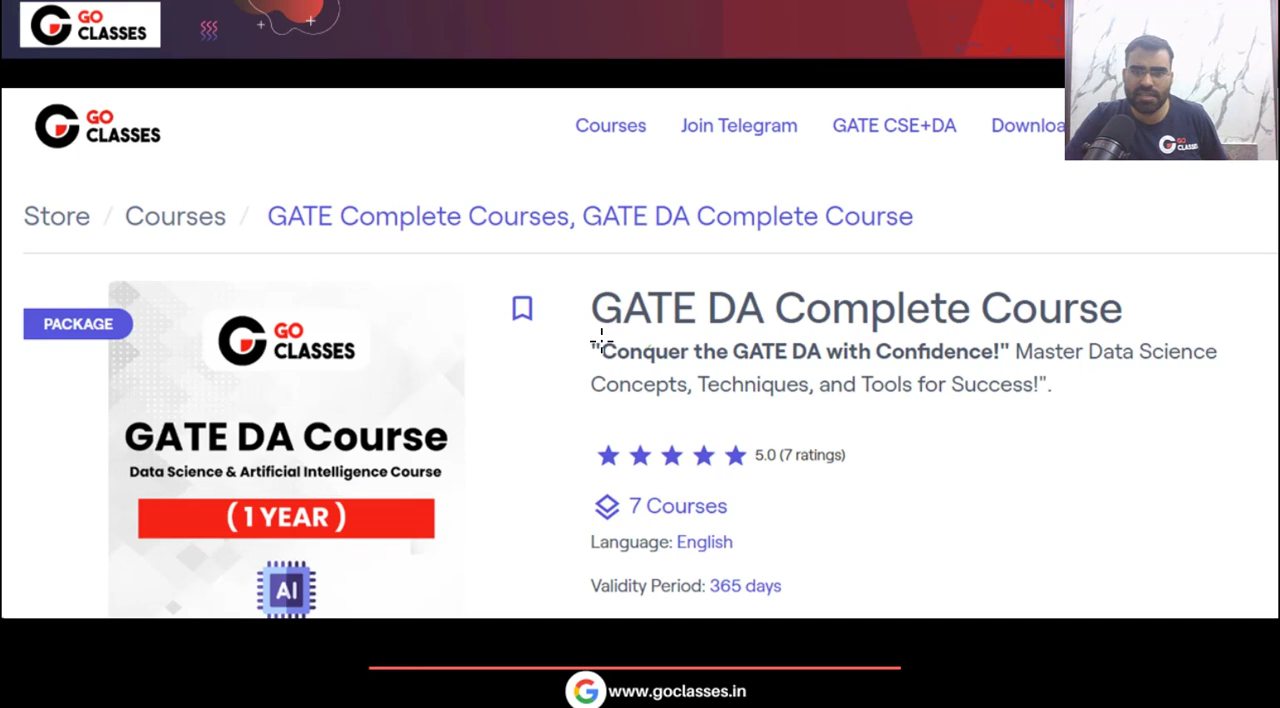 GO
CLASSES
GO
CLASSES
Courses
Join Telegram
GATE CSE+DA
Downloa
GO
CLASSES
Store / Courses / GATE Complete Courses, GATE DA Complete Course
PACKAGE
GO
CLASSES
GATE DA Course
Data Science & Artificial Intelligence Course
( 1 YEAR )
AI
GATE DA Complete Course
"Conquer the GATE DA with Confidence!" Master Data Science
Concepts, Techniques, and Tools for Success!".
5.0 (7 ratings)
7 Courses
Language: English
Validity Period: 365 days
www.goclasses.in